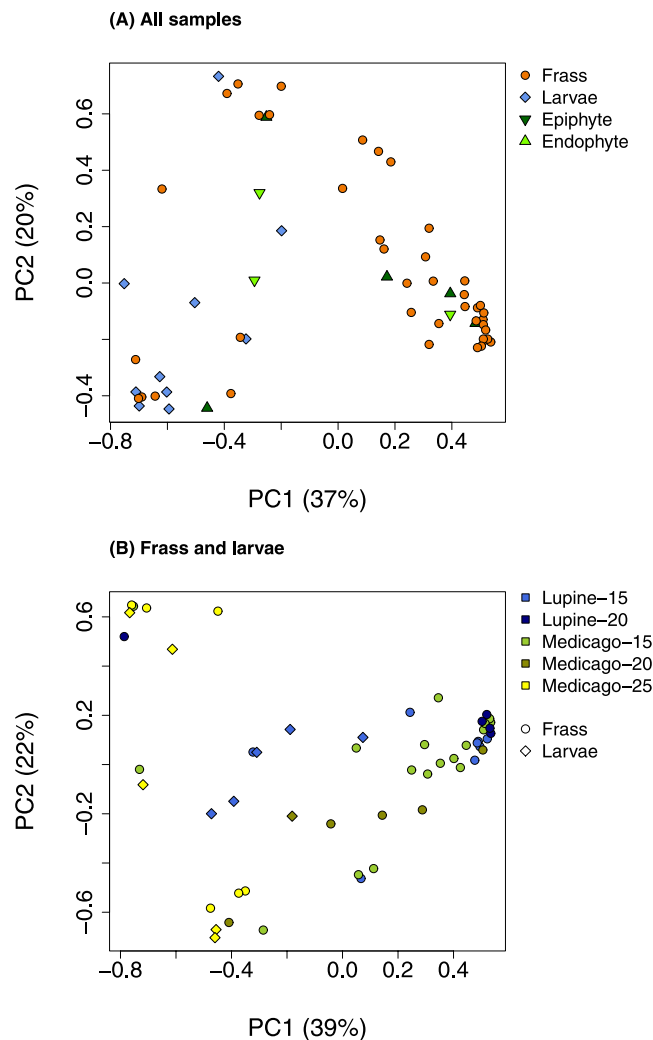 (A) All samples
Frass
Larvae
Epiphyte
Endophyte
0.6
0.4
0.2
0.0
−0.4
PC2 (20%)
−0.8
−0.4
0.0
0.2
0.4
PC1 (37%)
(B) Frass and larvae
Lupine−15
Lupine−20
Medicago−15
Medicago−20
Medicago−25
Frass
Larvae
0.6
0.2
−0.2
−0.6
PC2 (22%)
−0.8
−0.4
0.0
0.2
0.4
PC1 (39%)